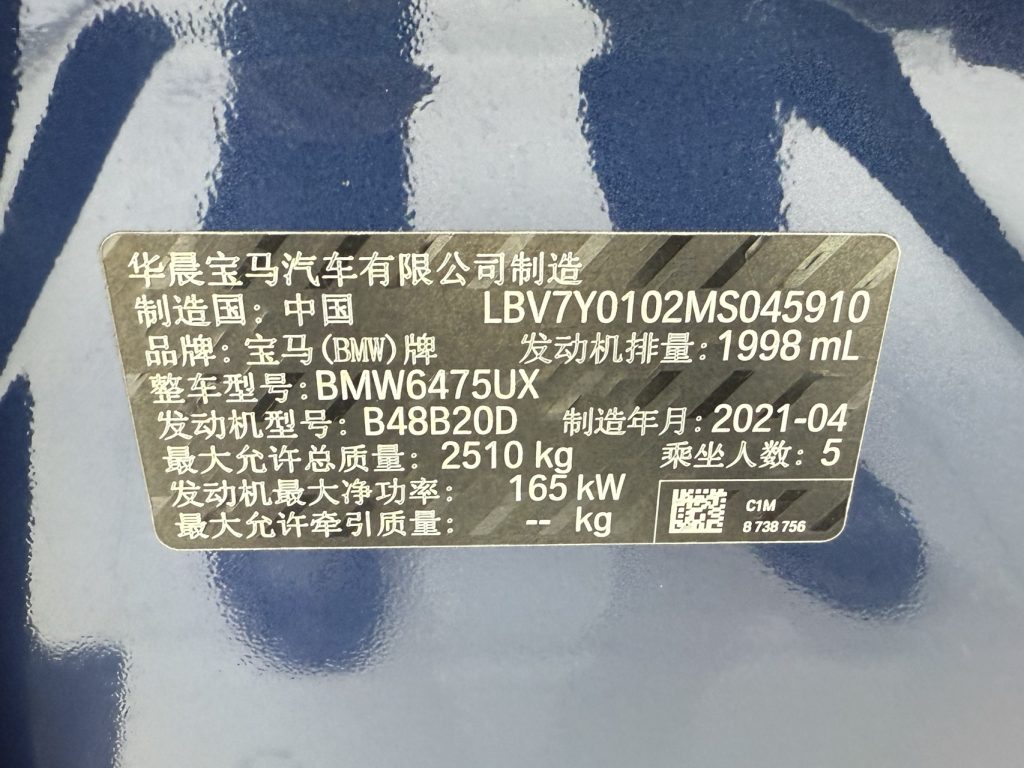 华晨宝马汽车有限公司制造
制造国：中国 LBV7Y0102MS045910
品牌：宝马(BMW)牌 发动机排量：1998 mL
整车型号：BMW6475UX
发动机型号：B48B20D 制造年月：2021-04
最大允许总质量：2510 kg 乘坐人数：5
发动机最大净功率：165 kW
最大允许牵引质量：-- kg
C1M
8 738 756